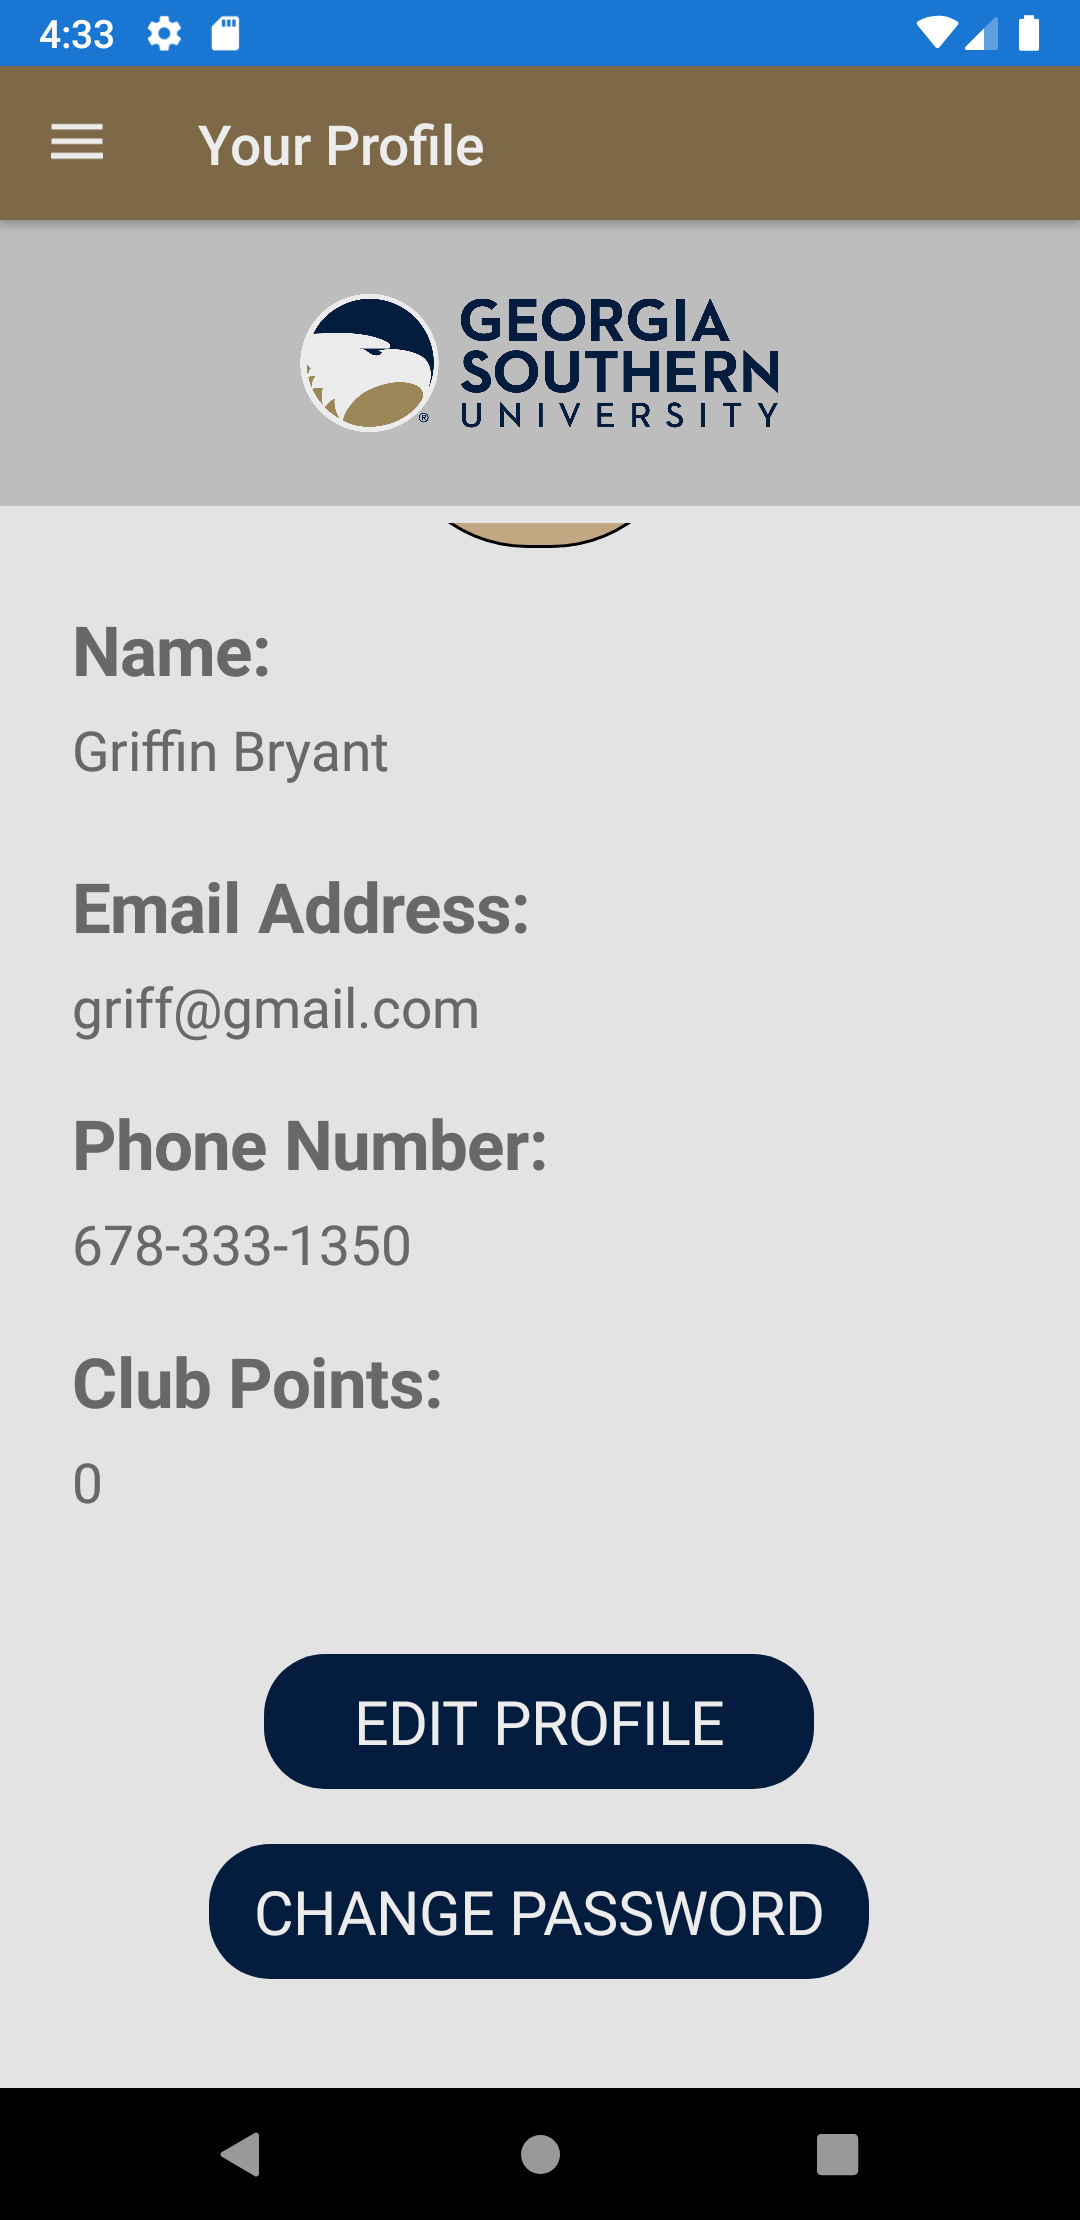 4:33
Your Profile
GEORGIA
SOUTHERN
UNIVERSITY
®
Name:
Griffin Bryant
Email Address:
griff@gmail.com
Phone Number:
678-333-1350
Club Points:
0
EDIT PROFILE
CHANGE PASSWORD